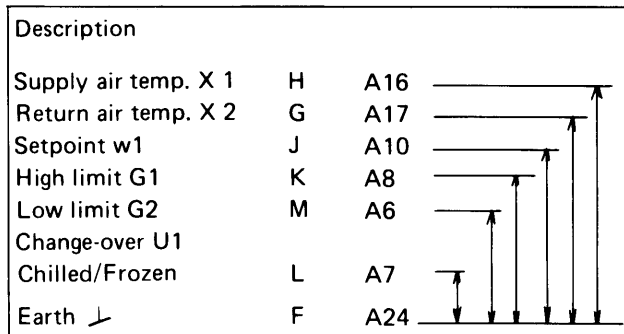 Description
Supply air temp. X 1 H A16
Return air temp. X 2 G A17
Setpoint w1 J A10
High limit G1 K A8
Low limit G2 M A6
Change-over U1
Chilled/Frozen L A7
Earth F A24